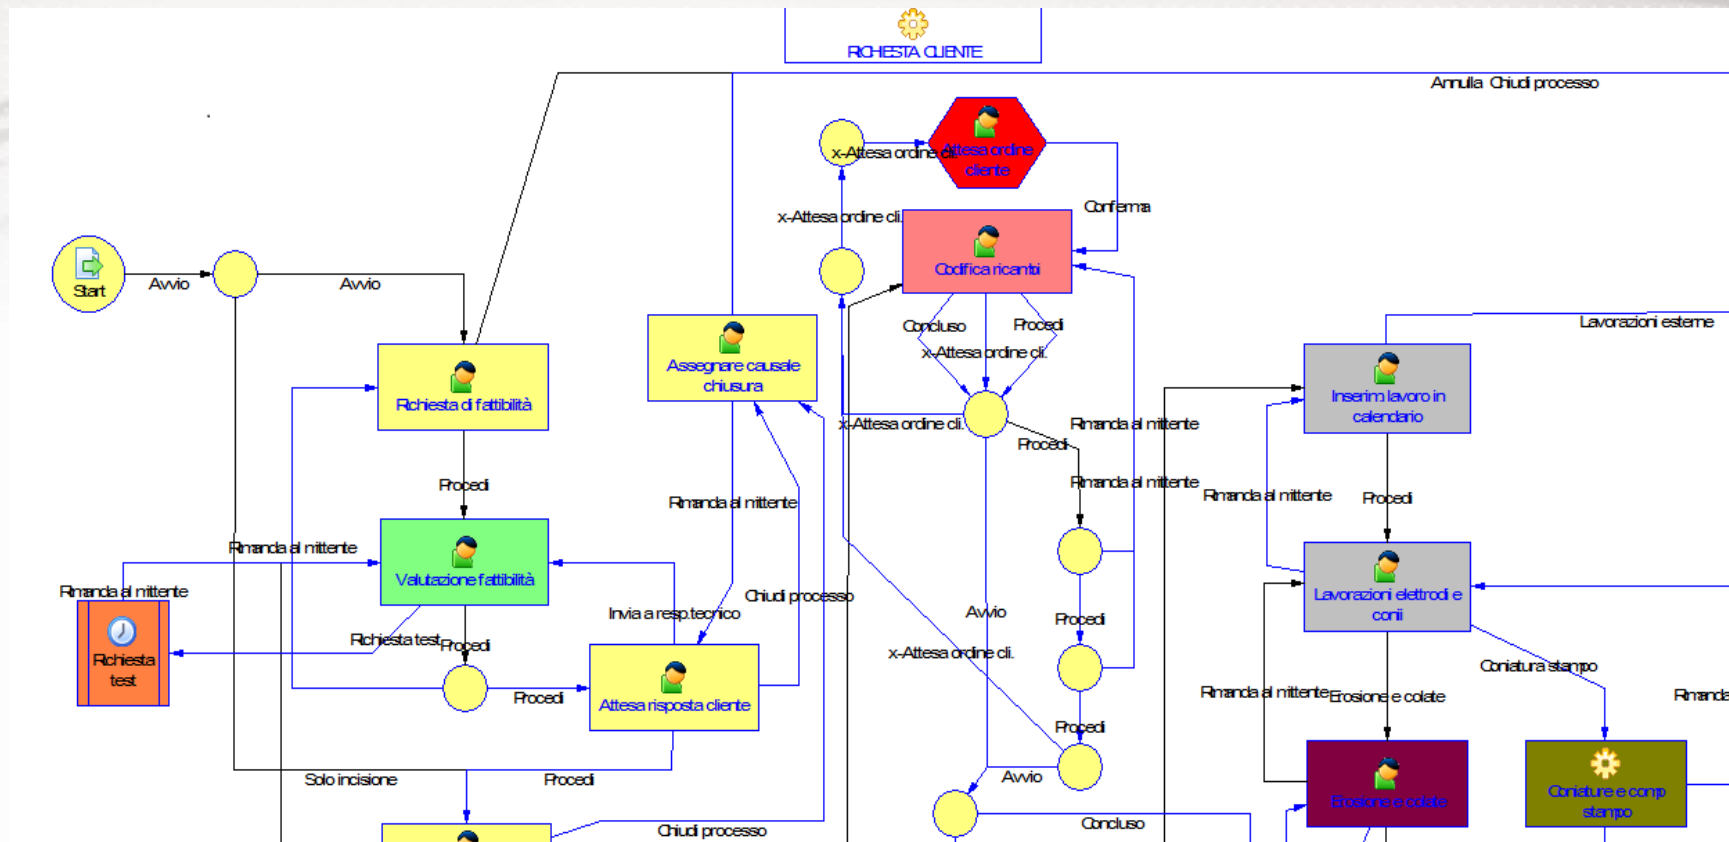 RICHIESTA CLIENTE
Annulla Chiudi processo
x-Attesa ordine cli.
Attesa ordine
cliente
x-Attesa ordine cli.
Conferma
Start
Avvio
Avvio
Codifica ricambi
Concluso
Procedi
x-Attesa ordine cli.
Lavorazioni esterne
Assegnare causale
chiusura
Richiesta di fattibilità
Inserim.lavoro in
calendario
x-Attesa ordine cli.
Procedi
Rimanda al mittente
Procedi
Rimanda al mittente
Rimanda al mittente
Rimanda al mittente
Procedi
Rimanda al mittente
Valutazione fattibilità
Rimanda al mittente
Chiudi processo
Lavorazioni elettrodi e
conii
Invia a resp.tecnico
Avvio
Procedi
Richiesta test
Procedi
Richiesta
test
x-Attesa ordine cli.
Coniatura stampo
Procedi
Attesa risposta cliente
Rimanda al mittente
Erosione e colate
Rimanda
Procedi
Solo incisione
Procedi
Avvio
Erosione e colate
Coniature e comp
stampo
Chiudi processo
Concluso